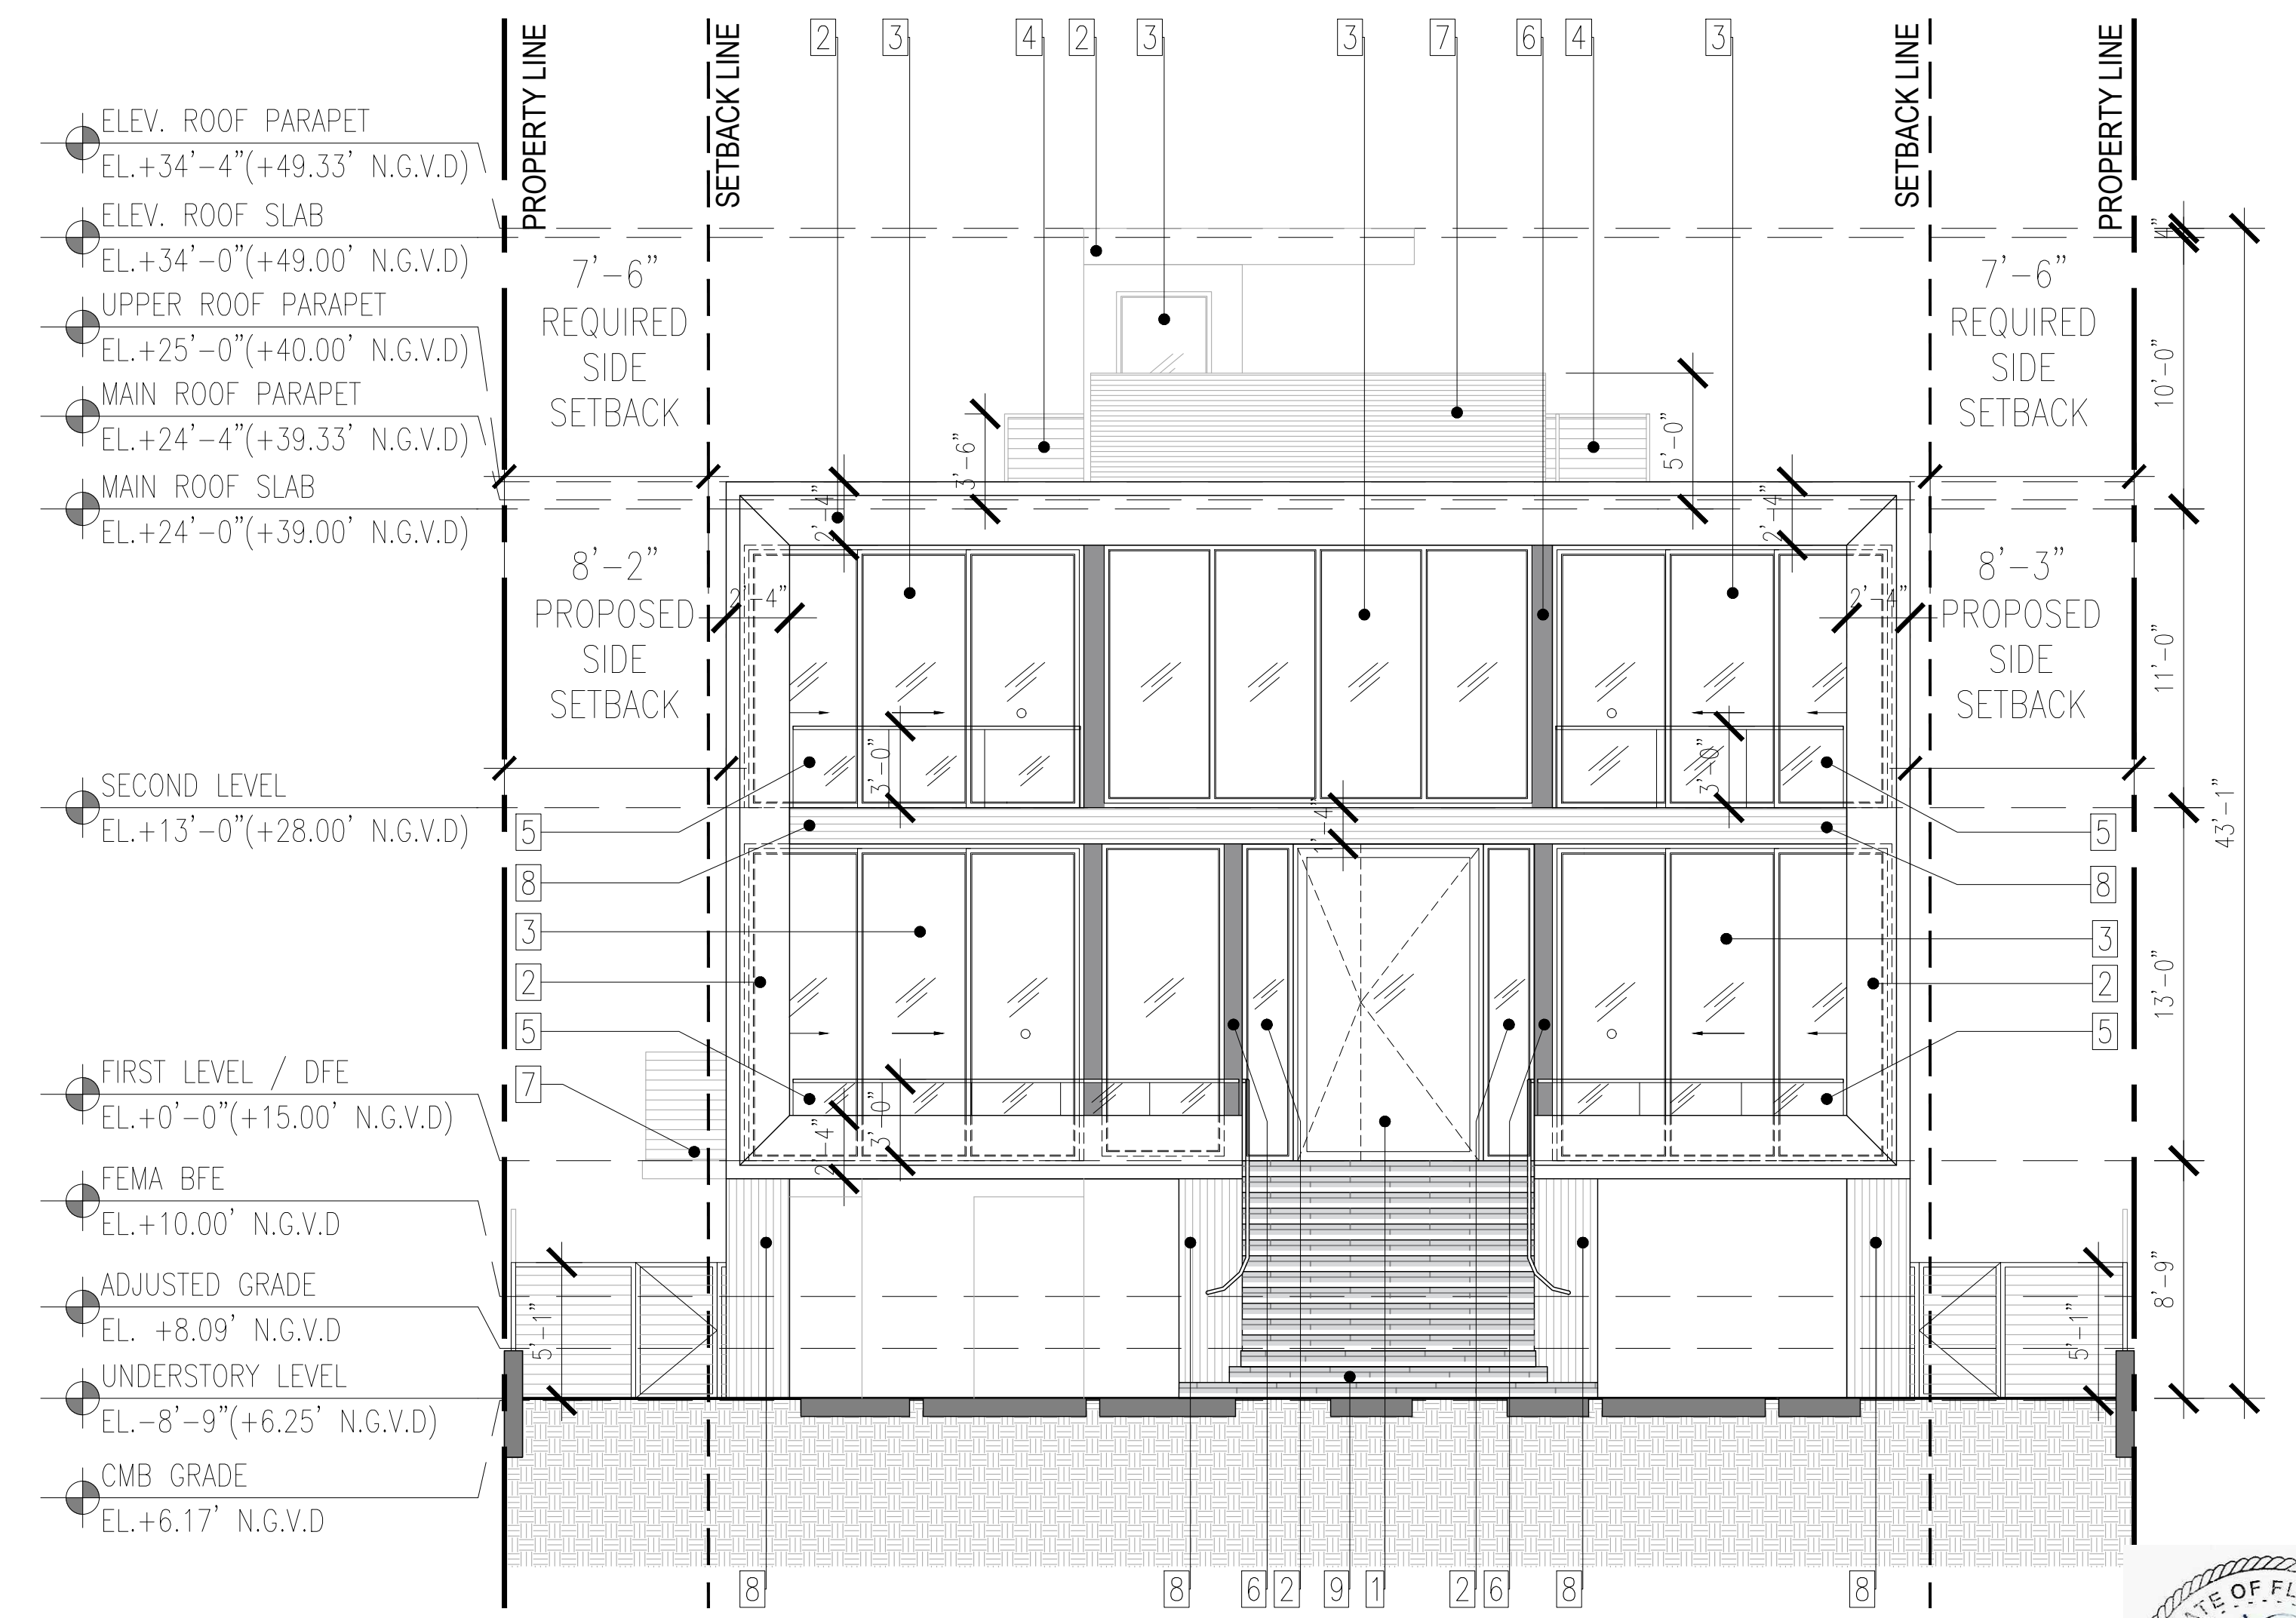 PROPERTY LINE
SETBACK LINE
2
3
4
2
3
3
7
6
4
3
SETBACK LINE
PROPERTY LINE
ELEV. ROOF PARAPET
EL.+34'-4"(+49.33' N.G.V.D)
ELEV. ROOF SLAB
EL.+34'-0"(+49.00' N.G.V.D)
UPPER ROOF PARAPET
EL.+25'-0"(+40.00' N.G.V.D)
MAIN ROOF PARAPET
EL.+24'-4"(+39.33' N.G.V.D)
MAIN ROOF SLAB
EL.+24'-0"(+39.00' N.G.V.D)
SECOND LEVEL
EL.+13'-0"(+28.00' N.G.V.D)
FIRST LEVEL / DFE
EL.+0'-0"(+15.00' N.G.V.D)
FEMA BFE
EL.+10.00' N.G.V.D
ADJUSTED GRADE
EL. +8.09' N.G.V.D
UNDERSTORY LEVEL
EL.-8'-9"(+6.25' N.G.V.D)
CMB GRADE
EL.+6.17' N.G.V.D
7'-6"
REQUIRED
SIDE
SETBACK
8'-2"
PROPOSED
SIDE
SETBACK
7'-6"
REQUIRED
SIDE
SETBACK
8'-3"
PROPOSED
SIDE
SETBACK
3'-6"
5'-0"
2'-4"
2'-4"
2'-4"
2'-4"
3'-0"
3'-0"
1'-4"
2'-4"
3'-0"
5'-1"
5'-1"
4"
10'-0"
11'-0"
13'-0"
8'-9"
43'-1"
5
8
3
2
5
7
5
8
3
2
5
8
8
6
2
9
1
2
6
8
8
ATE OF FL